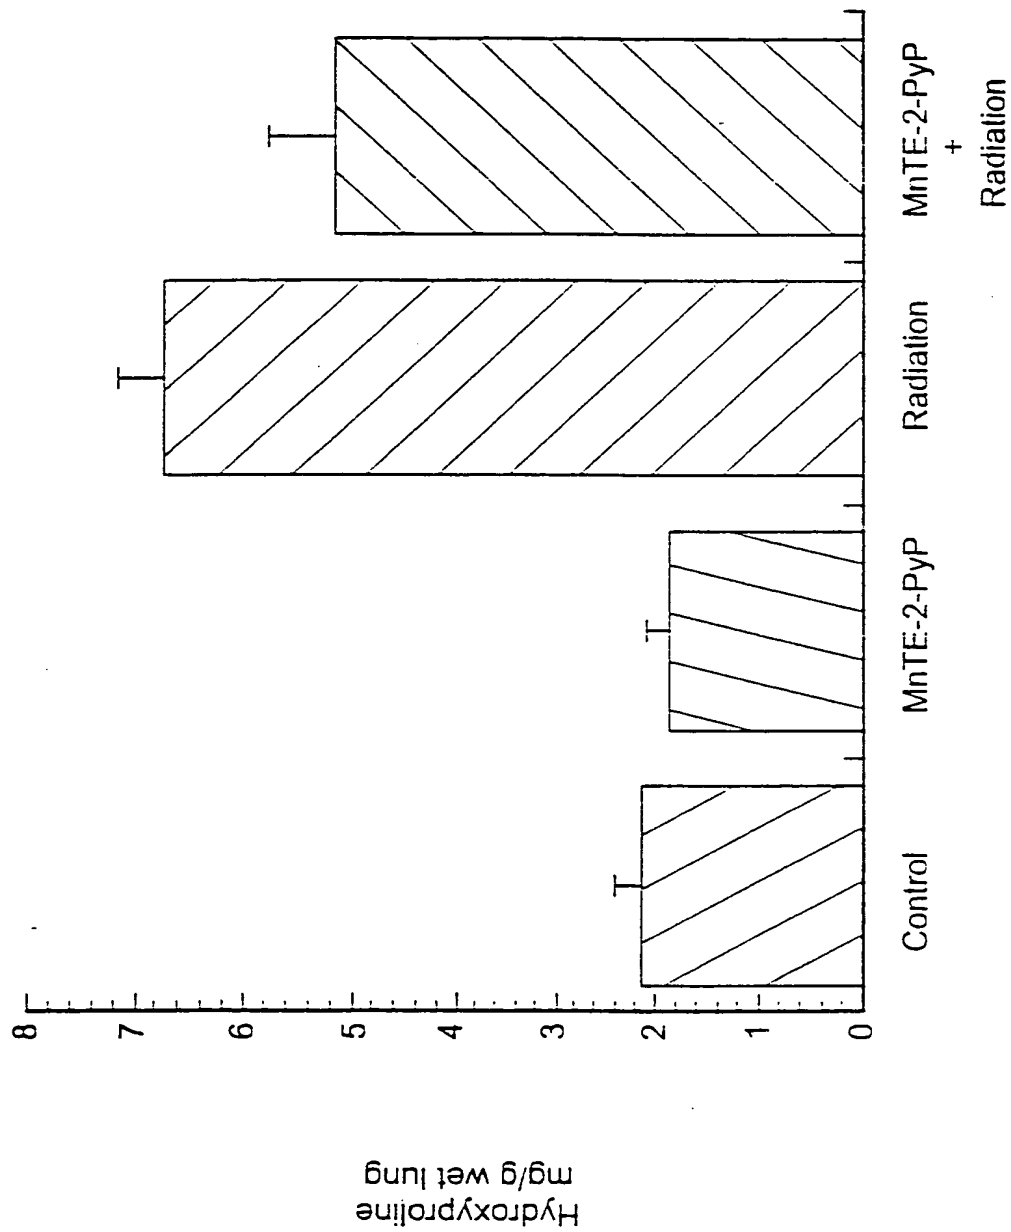 Hydroxyproline
mg/g wet lung
8
7
6
5
4
3
2
1
0
Control
MnTE-2-PyP
Radiation
MnTE-2-PyP
+
Radiation